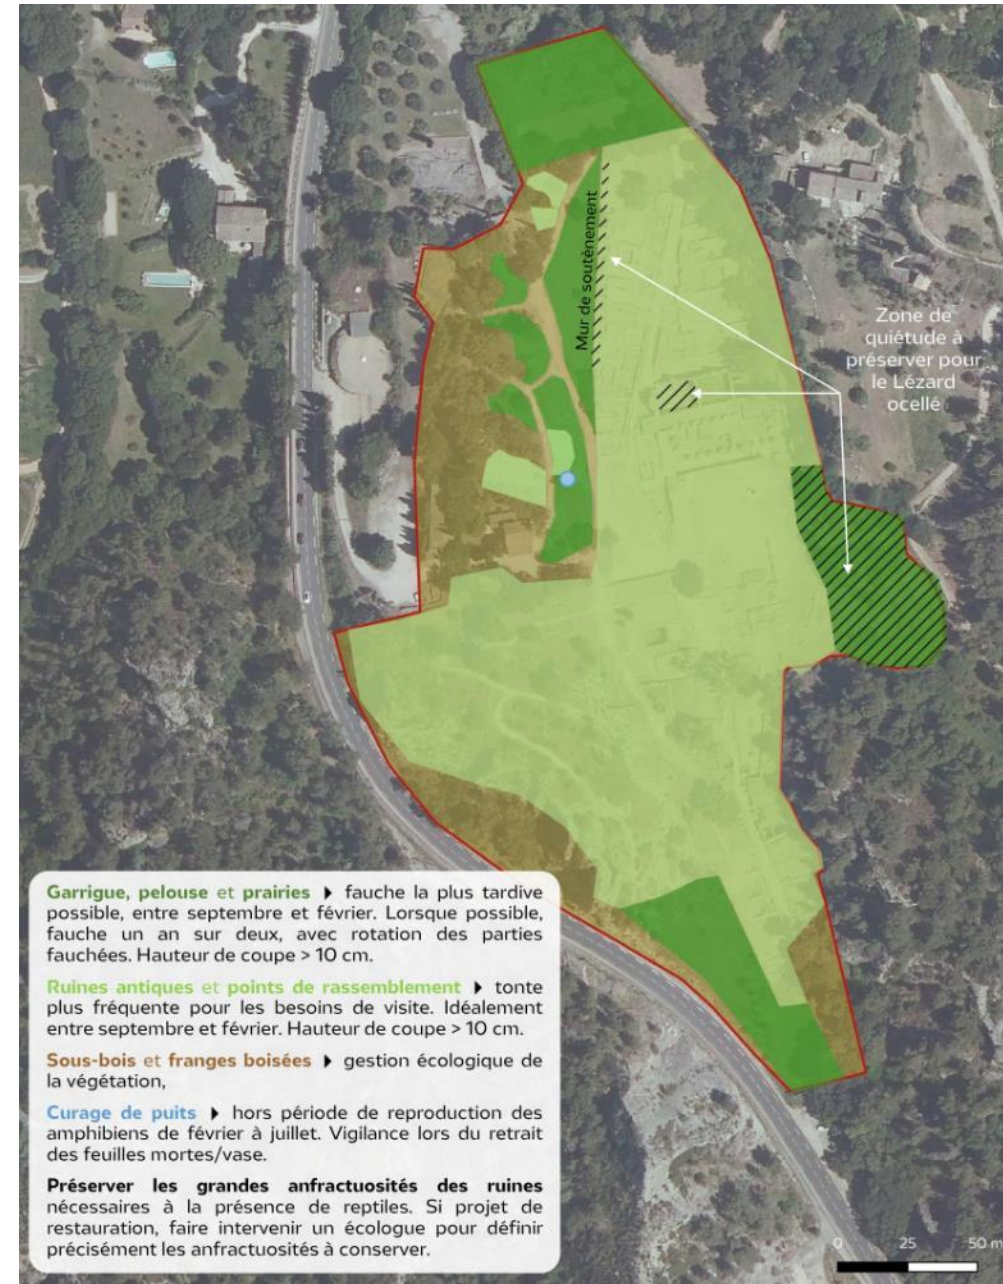 Mur de soutènement
Zone de
quiétude à
préserver pour
le Lézard
ocellé
Garrigue, pelouse et prairies ▶ fauche la plus tardive
possible, entre septembre et février. Lorsque possible,
fauche un an sur deux, avec rotation des parties
fauchées. Hauteur de coupe > 10 cm.
Ruines antiques et points de rassemblement ▶ tonte
plus fréquente pour les besoins de visite. Idéalement
entre septembre et février. Hauteur de coupe > 10 cm.
Sous-bois et franges boisées ▶ gestion écologique de
la végétation,
Curage de puits ▶ hors période de reproduction des
amphibiens de février à juillet. Vigilance lors du retrait
des feuilles mortes/vase.
Préserver les grandes anfractuosités des ruines
nécessaires à la présence de reptiles. Si projet de
restauration, faire intervenir un écologue pour définir
précisément les anfractuosités à conserver.
0 25 50 m